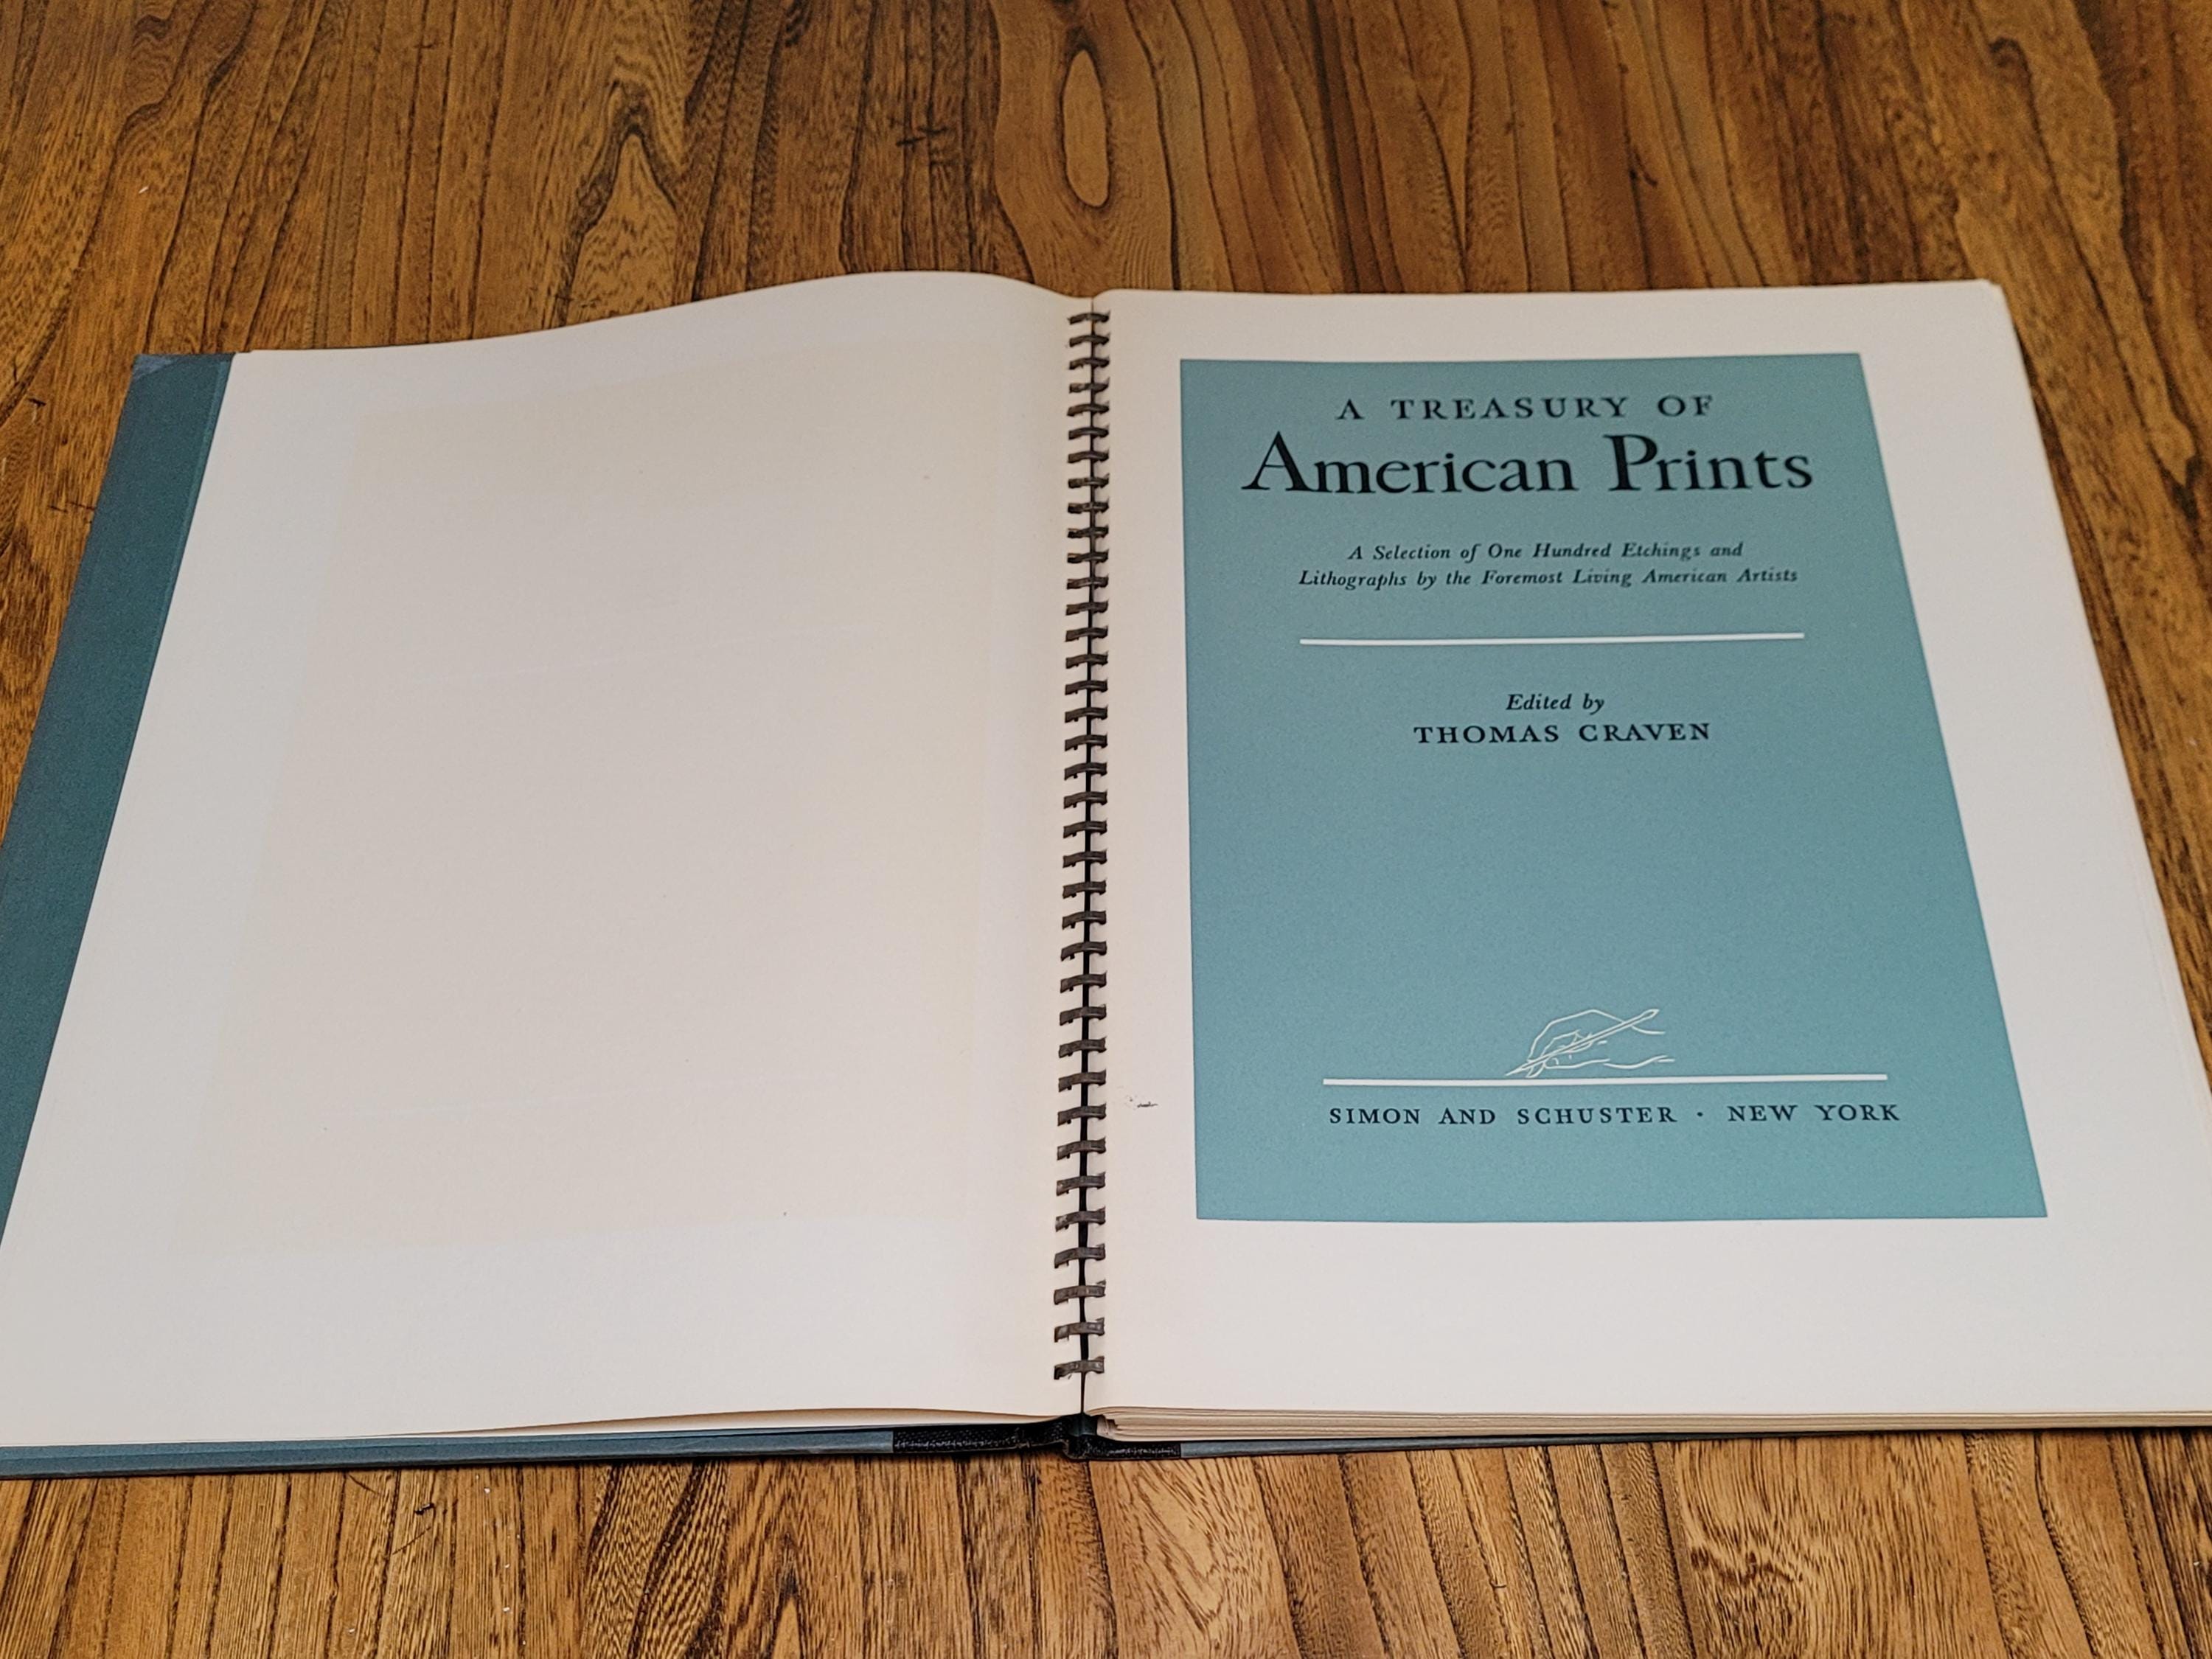 A TREASURY OF
American Prints
A Selection of One Hundred Etchings and
Lithographs by the Foremost Living American Artists
Edited by
THOMAS CRAVEN
SIMON AND SCHUSTER · NEW YORK